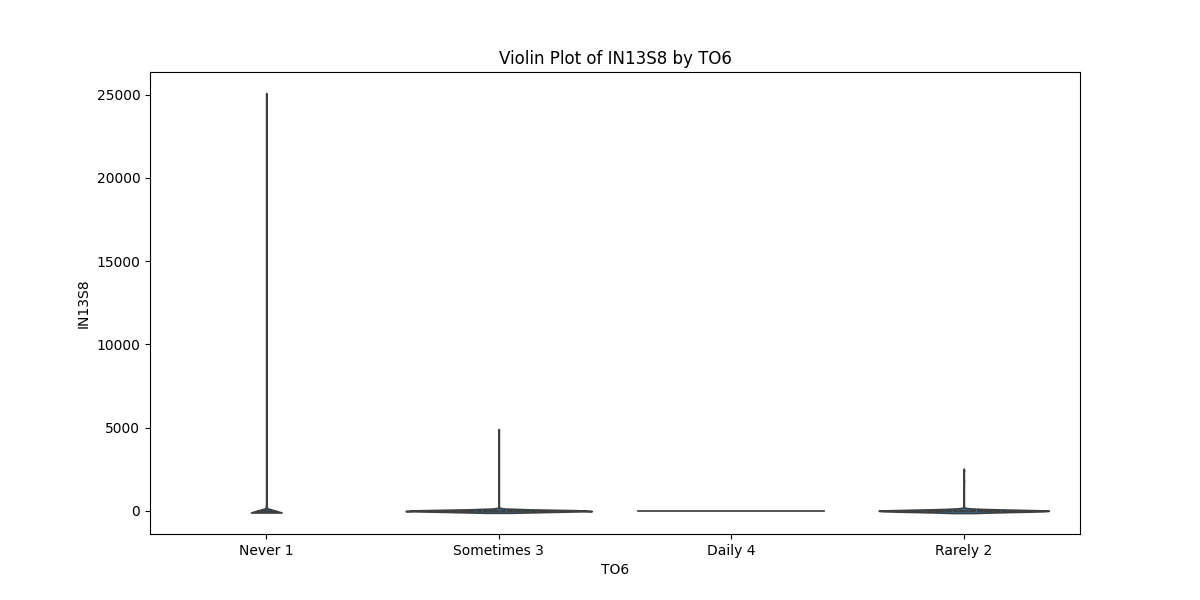 Violin Plot of IN13S8 by TO6
25000
20000
15000
10000
5000
0
IN13S8
Never 1
Sometimes 3
Daily 4
Rarely 2
TO6